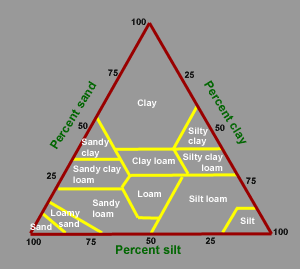 100
75
25
Percent sand
Percent clay
Clay
50
50
Sandy
clay
Silty
clay
Clay loam
Silty clay
loam
25
75
Sandy clay
loam
Loam
Silt loam
Sandy
loam
Loamy
sand
Sand
Silt
100
75
50
25
100
Percent silt